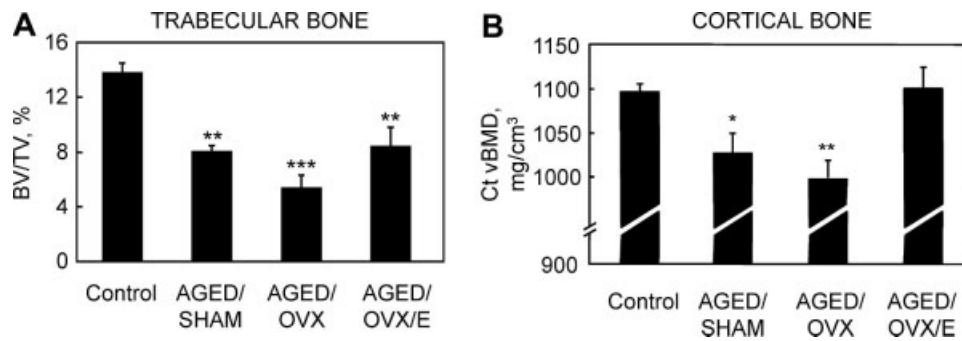 A TRABECULAR BONE
16
12
8
4
0
BV/TV, %
**
***
**
Control
AGED/
SHAM
AGED/
OVX
AGED/
OVX/E
B CORTICAL BONE
1150
1100
1050
1000
900
Ct vBMD,
mg/cm³
*
**
Control
AGED/
SHAM
AGED/
OVX
AGED/
OVX/E